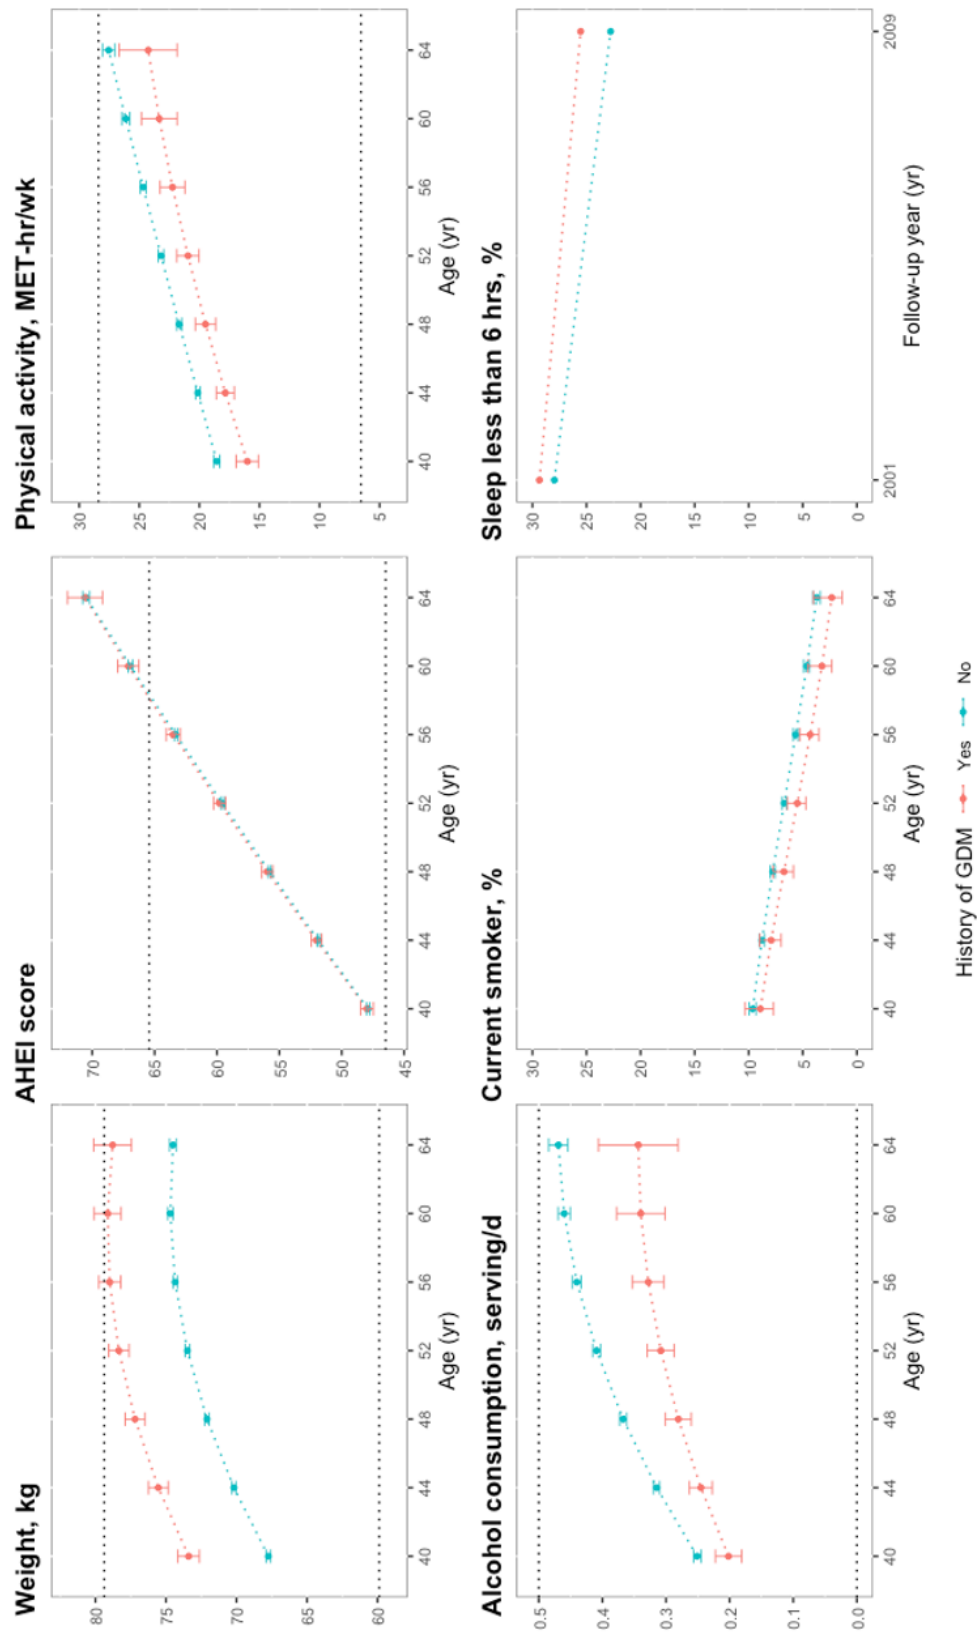 Weight, kg
80
75
70
65
60
40 44 48 52 56 60 64
Age (yr)
AHEI score
70
65
60
55
50
45
40 44 48 52 56 60 64
Age (yr)
Physical activity, MET-hr/wk
30
25
20
15
10
5
40 44 48 52 56 60 64
Age (yr)
Alcohol consumption, serving/d
0.5
0.4
0.3
0.2
0.1
0.0
40 44 48 52 56 60 64
Age (yr)
Current smoker, %
30
25
20
15
10
5
0
40 44 48 52 56 60 64
Age (yr)
Sleep less than 6 hrs, %
30
25
20
15
10
5
0
2001 2009
Follow-up year (yr)
History of GDM Yes No